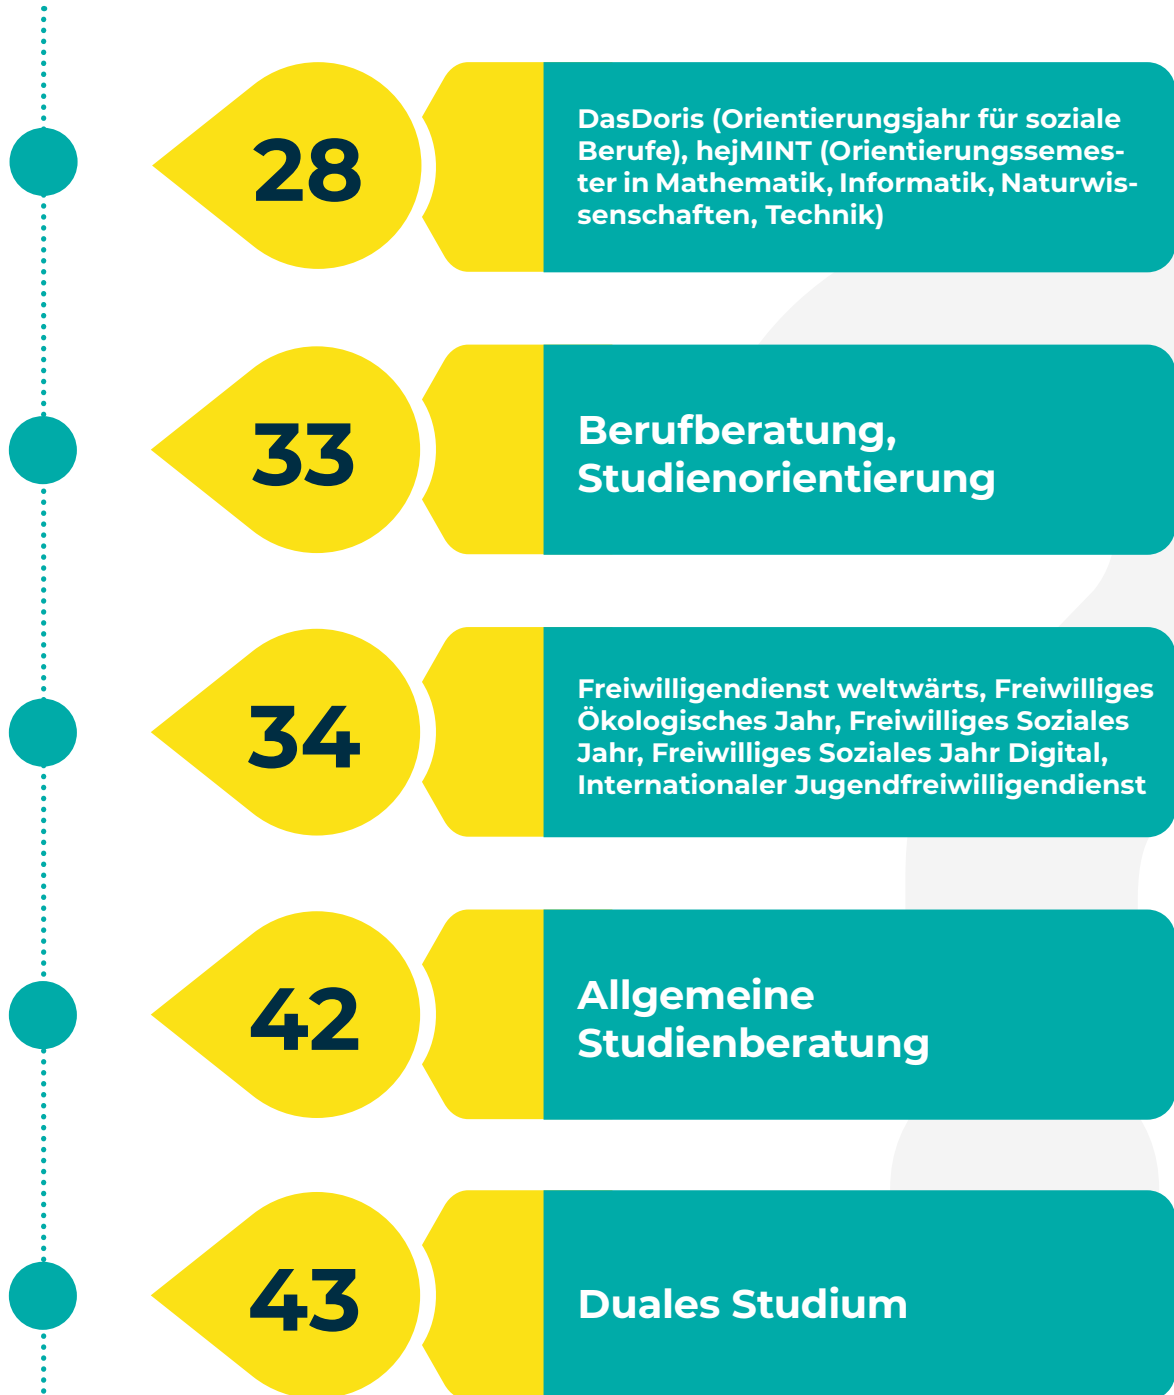 28
DasDoris (Orientierungsjahr für soziale
Berufe), hejMINT (Orientierungssemes-
ter in Mathematik, Informatik, Naturwis-
senschaften, Technik)
33
Berufberatung,
Studienorientierung
34
Freiwilligendienst weltwärts, Freiwilliges
Ökologisches Jahr, Freiwilliges Soziales
Jahr, Freiwilliges Soziales Jahr Digital,
Internationaler Jugendfreiwilligendienst
42
Allgemeine
Studienberatung
43
Duales Studium